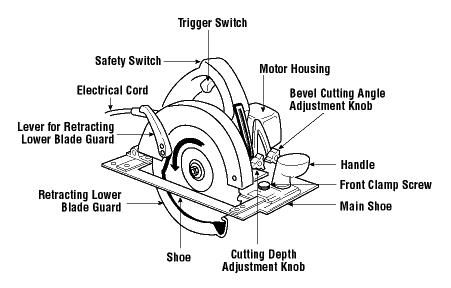 Trigger Switch
Safety Switch
Motor Housing
Electrical Cord
Bevel Cutting Angle
Adjustment Knob
Lever for Retracting
Lower Blade Guard
Handle
Front Clamp Screw
Retracting Lower
Blade Guard
Main Shoe
Shoe
Cutting Depth
Adjustment Knob